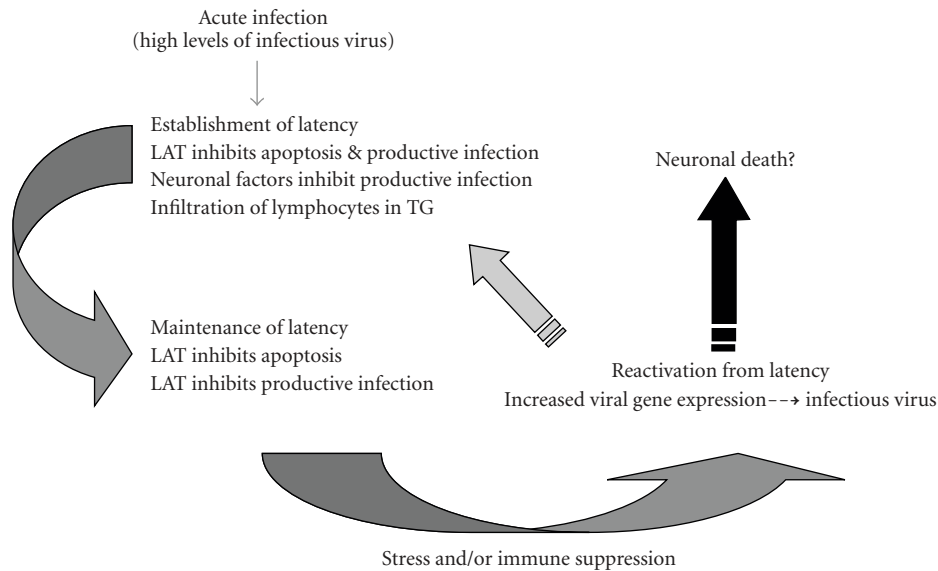 Acute infection
(high levels of infectious virus)
Establishment of latency
LAT inhibits apoptosis & productive infection
Neuronal factors inhibit productive infection
Infiltration of lymphocytes in TG
Neuronal death?
Maintenance of latency
LAT inhibits apoptosis
LAT inhibits productive infection
Reactivation from latency
Increased viral gene expression --→ infectious virus
Stress and/or immune suppression